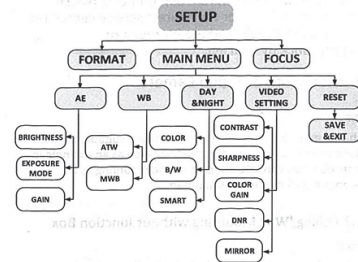 SETUP
FORMAT
MAIN MENU
FOCUS
AE
WB
DAY
&NIGHT
VIDEO
SETTING
RESET
SAVE
&EXIT
BRIGHTNESS
EXPOSURE
MODE
GAIN
ATW
MWB
COLOR
B/W
SMART
CONTRAST
SHARPNESS
COLOR
GAIN
DNR
MIRROR